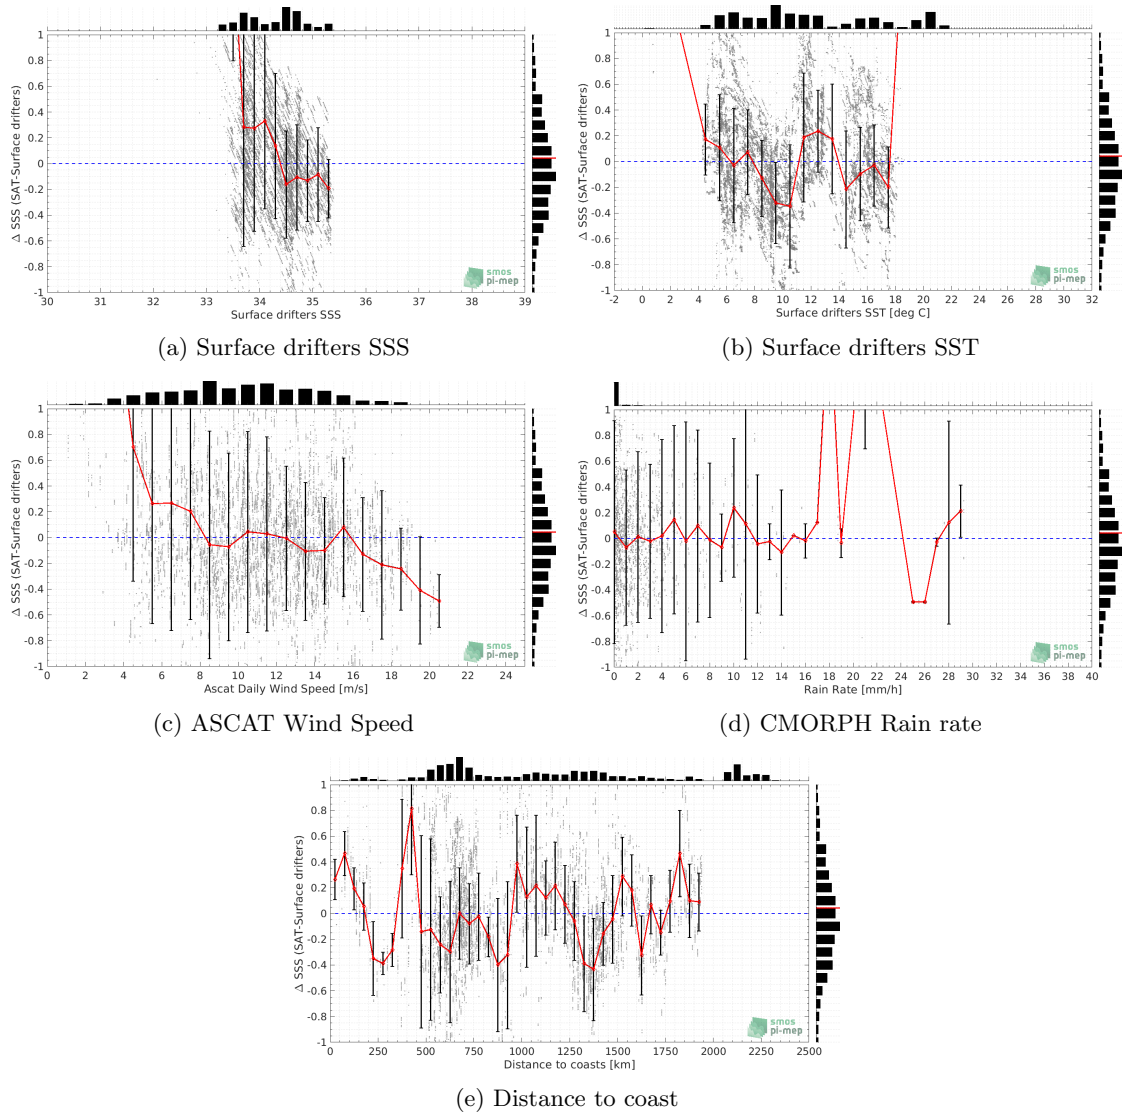 1
0.8
0.6
0.4
0.2
0
-0.2
-0.4
-0.6
-0.8
-1
Δ SSS (SAT-Surface drifters)
30 31 32 33 34 35 36 37 38 39
Surface drifters SSS
smos
pi-mep
(a) Surface drifters SSS
1
0.8
0.6
0.4
0.2
0
-0.2
-0.4
-0.6
-0.8
-1
Δ SSS (SAT-Surface drifters)
-2 0 2 4 6 8 10 12 14 16 18 20 22 24 26 28 30 32
Surface drifters SST [deg C]
smos
pi-mep
(b) Surface drifters SST
1
0.8
0.6
0.4
0.2
0
-0.2
-0.4
-0.6
-0.8
-1
Δ SSS (SAT-Surface drifters)
0 2 4 6 8 10 12 14 16 18 20 22 24
Ascat Daily Wind Speed [m/s]
smos
pi-mep
(c) ASCAT Wind Speed
1
0.8
0.6
0.4
0.2
0
-0.2
-0.4
-0.6
-0.8
-1
Δ SSS (SAT-Surface drifters)
0 2 4 6 8 10 12 14 16 18 20 22 24 26 28 30 32 34 36 38 40
Rain Rate [mm/h]
smos
pi-mep
(d) CMORPH Rain rate
1
0.8
0.6
0.4
0.2
0
-0.2
-0.4
-0.6
-0.8
-1
Δ SSS (SAT-Surface drifters)
0 250 500 750 1000 1250 1500 1750 2000 2250 2500
Distance to coasts [km]
smos
pi-mep
(e) Distance to coast